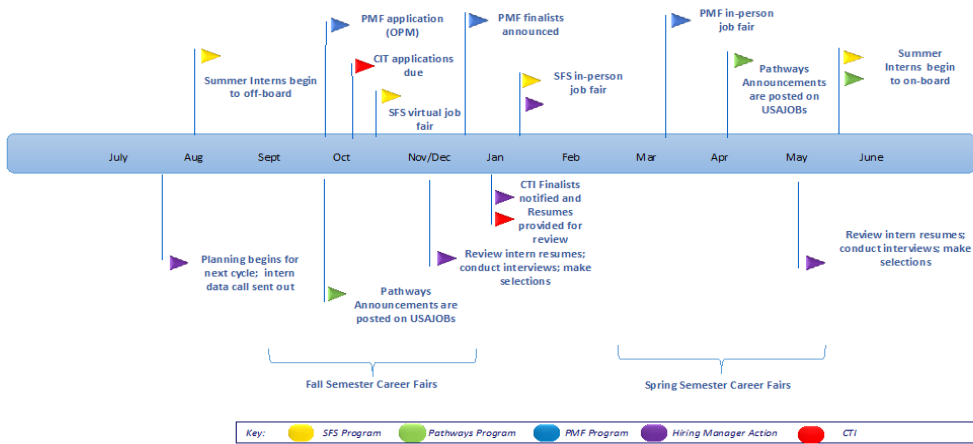 PMF application
(OPM)
PMF finalists
announced
PMF in-person
job fair
Summer Interns begin
to off-board
CIT applications
due
SFS virtual job
fair
SFS in-person
job fair
Pathways
Announcements
are posted on
USAJOBs
Summer
Interns begin
to on-board
July Aug Sept Oct Nov/Dec Jan Feb Mar Apr May June
Planning begins for
next cycle; intern
data call sent out
Pathways
Announcements are
posted on USAJOBs
Review intern resumes;
conduct interviews; make
selections
CTI Finalists
notified and
Resumes
provided for
review
Review intern resumes;
conduct interviews; make
selections
Fall Semester Career Fairs
Spring Semester Career Fairs
Key: SFS Program Pathways Program PMF Program Hiring Manager Action CTI